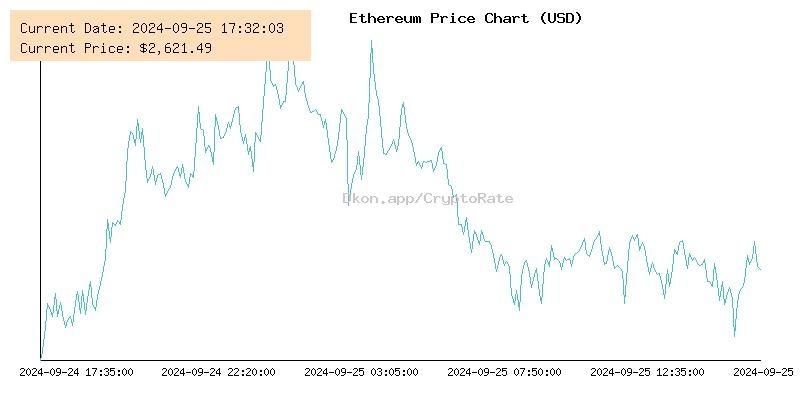 Ethereum Price Chart (USD)
Current Date: 2024-09-25 17:32:03
Current Price: $2,621.49
Dkon.app/CryptoRate
2024-09-24 17:35:00 2024-09-24 22:20:00 2024-09-25 03:05:00 2024-09-25 07:50:00 2024-09-25 12:35:00 2024-09-25